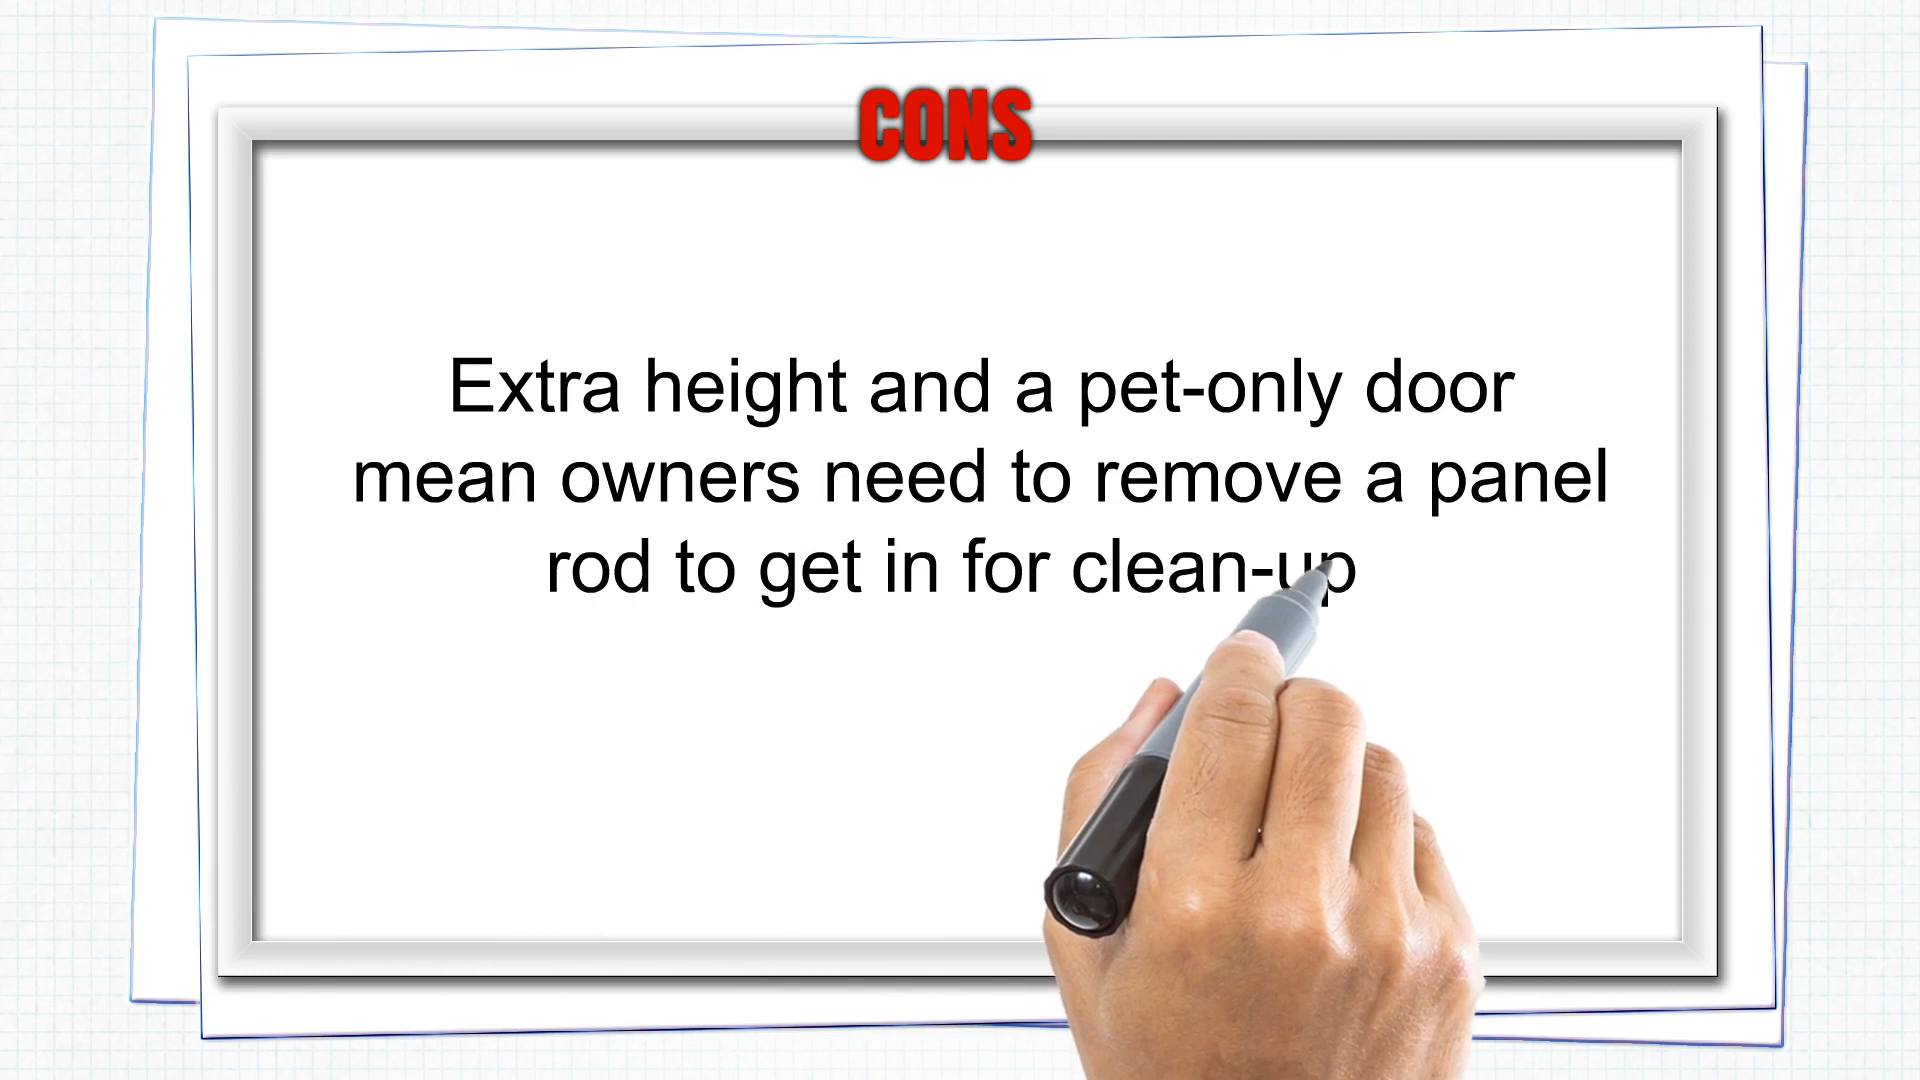 CONS
Extra height and a pet-only door
mean owners need to remove a panel
rod to get in for clean-up